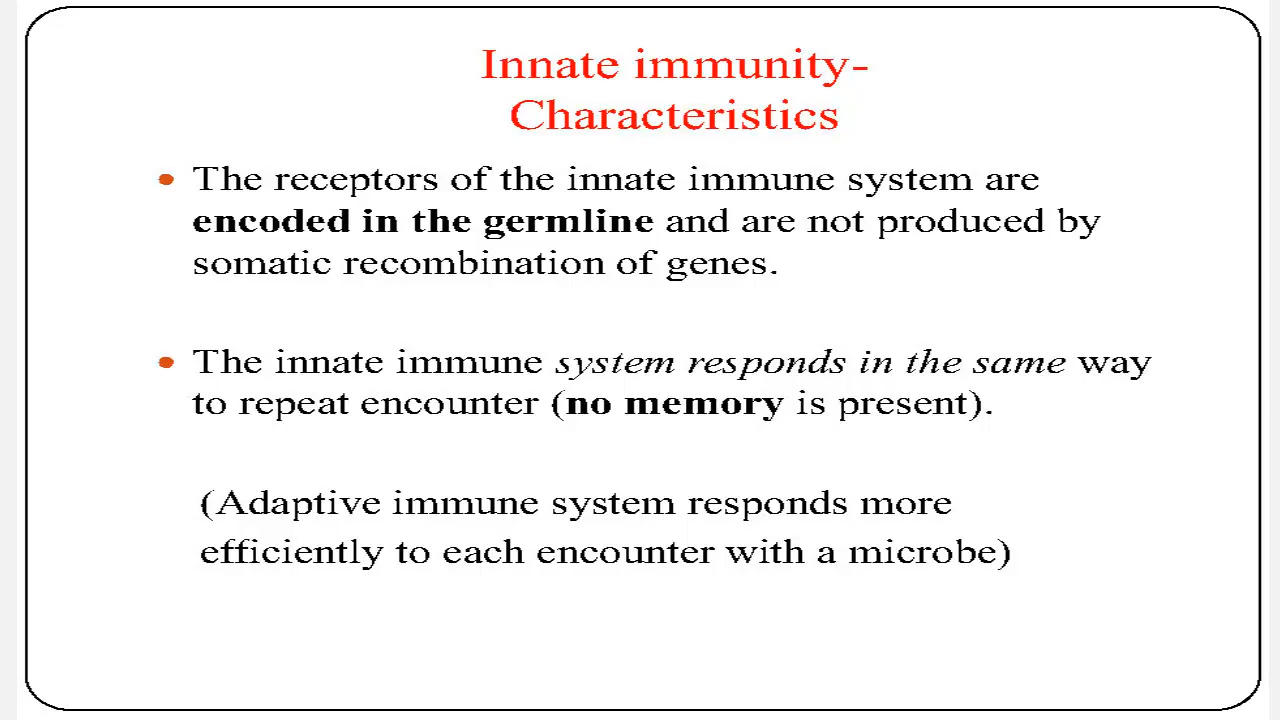 Innate immunity-
Characteristics
• The receptors of the innate immune system are
encoded in the germline and are not produced by
somatic recombination of genes.
• The innate immune system responds in the same way
to repeat encounter (no memory is present).
(Adaptive immune system responds more
efficiently to each encounter with a microbe)